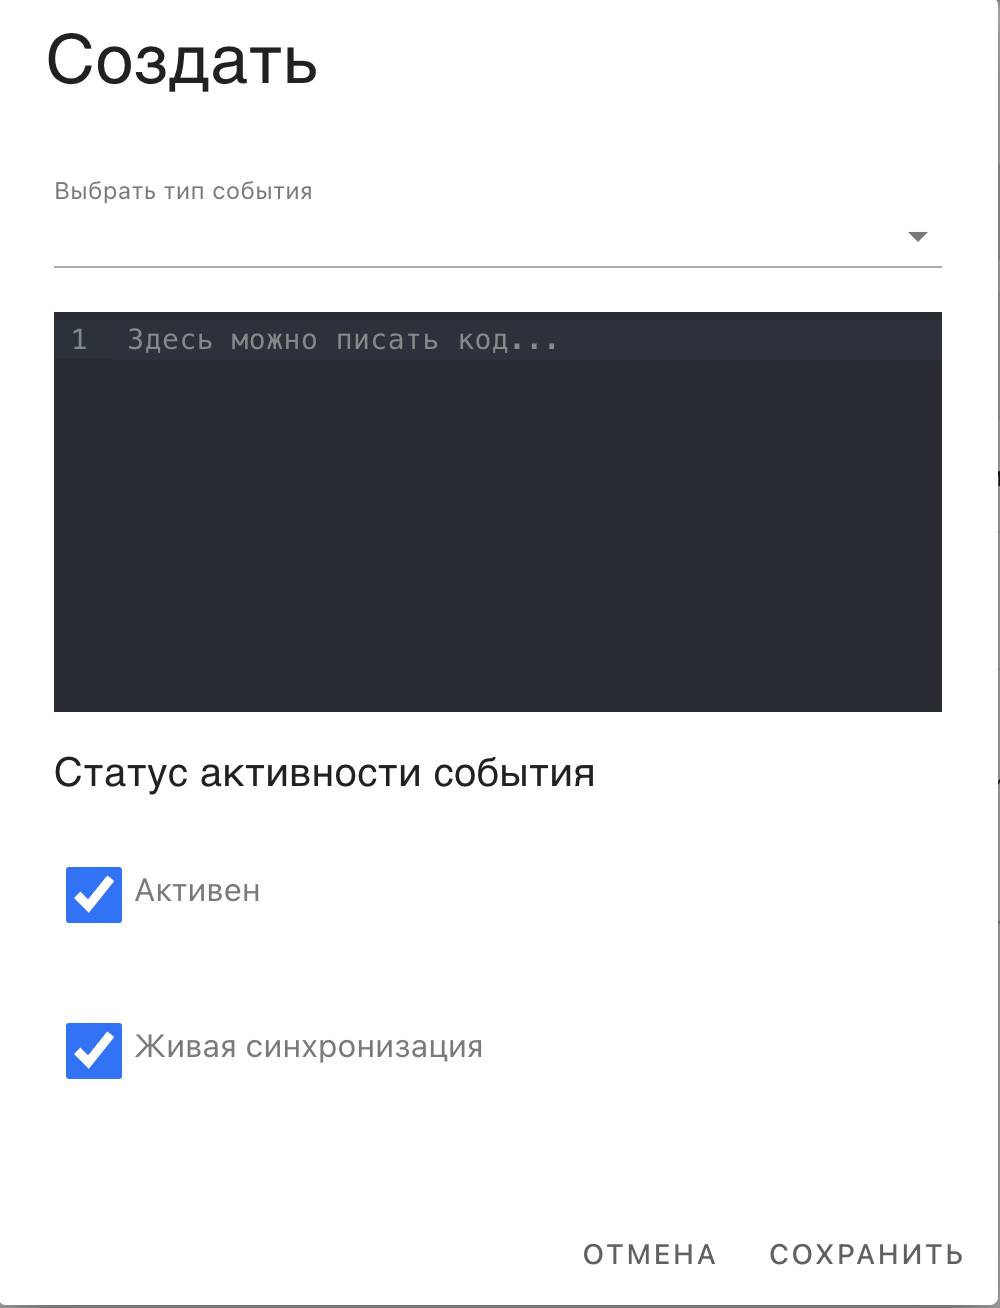 Создать
Выбрать тип события
1 Здесь можно писать код...
Статус активности события
Активен
Живая синхронизация
ОТМЕНА СОХРАНИТЬ